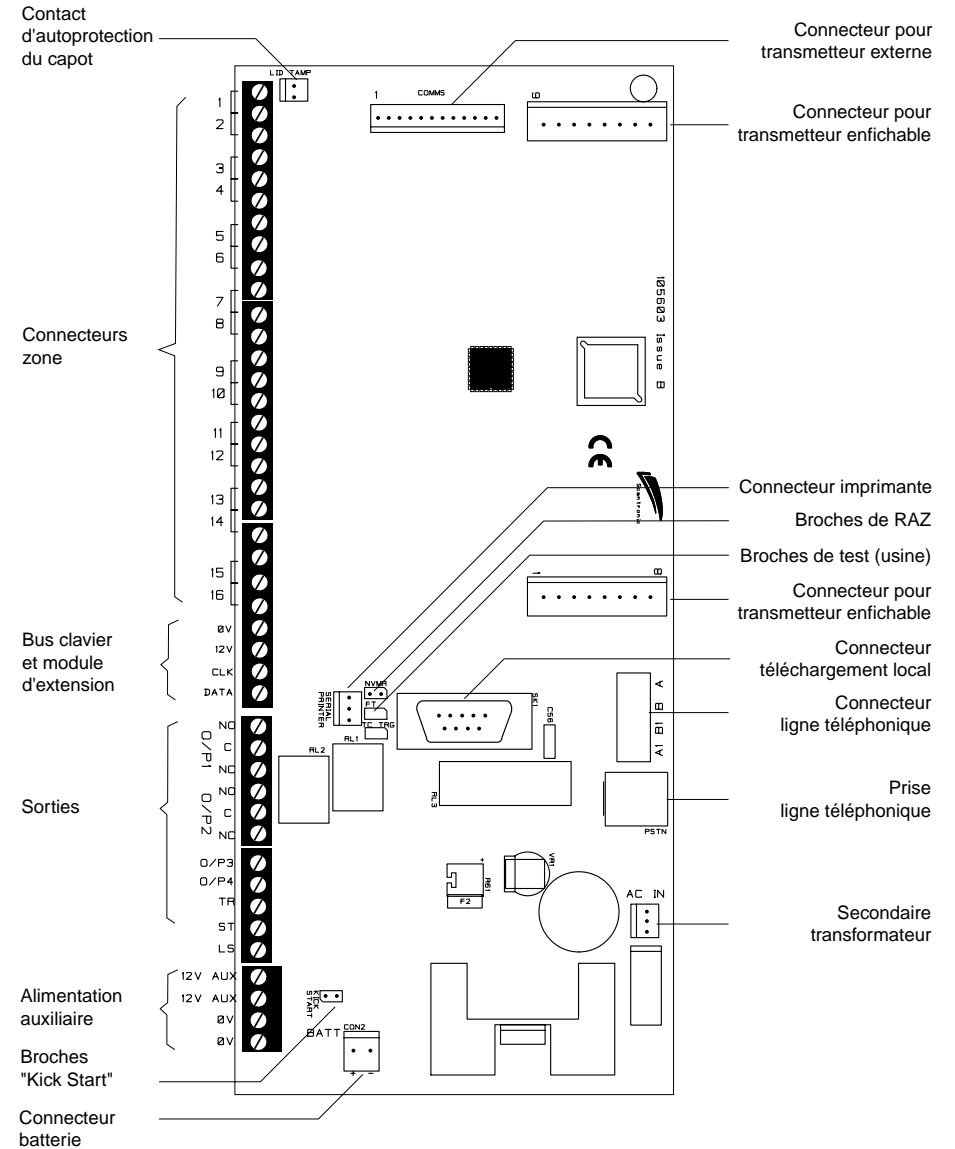 Contact
d'autoprotection
du capot
Connecteur pour
transmetteur externe
LID TAMP
1
COMMS
9
Connecteur pour
transmetteur enfichable
1
2
3
4
5
6
7
8
9
10
11
12
13
14
15
16
Connecteurs
zone
105603 Issue B
CE
Scantronic
Connecteur imprimante
Broches de RAZ
Broches de test (usine)
1
8
Connecteur pour
transmetteur enfichable
Bus clavier
et module
d'extension
0V
12V
CLK
DATA
Connecteur
téléchargement local
NVMR
FT
TC TRG
SERIAL
PRINTER
SK1
C56
A B B1 A1
Connecteur
ligne téléphonique
Sorties
NO
C
NC
O/P1
NO
C
NC
O/P2
O/P3
O/P4
TR
ST
LS
RL2
RL1
RL3
Prise
ligne téléphonique
PSTN
VR1
+
R61
F2
AC IN
Secondaire
transformateur
Alimentation
auxiliaire
12V AUX
12V AUX
0V
0V
KICK
START
BATT
CON2
+ -
Broches
"Kick Start"
Connecteur
batterie